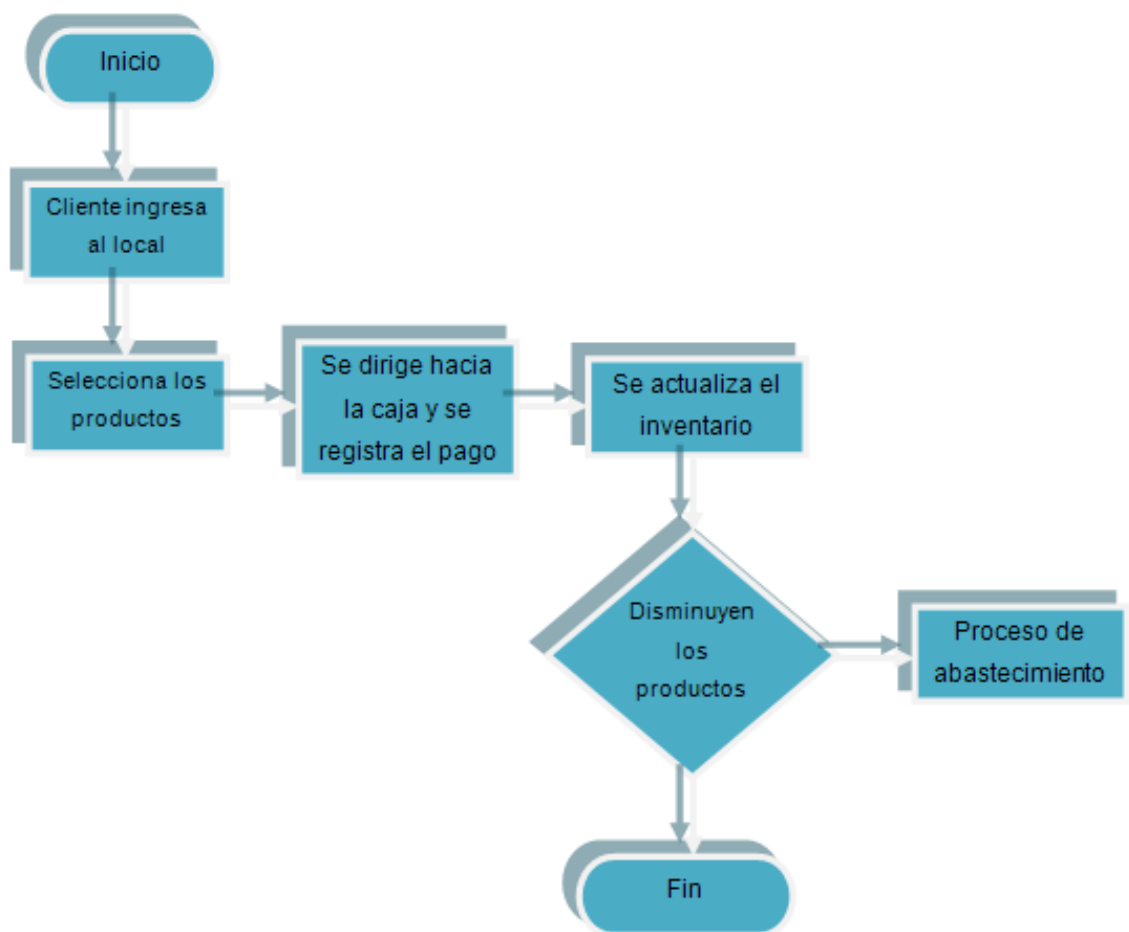 Inicio
Cliente ingresa
al local
Selecciona los
productos
Se dirige hacia
la caja y se
registra el pago
Se actualiza el
inventario
Disminuyen
los
productos
Proceso de
abastecimiento
Fin